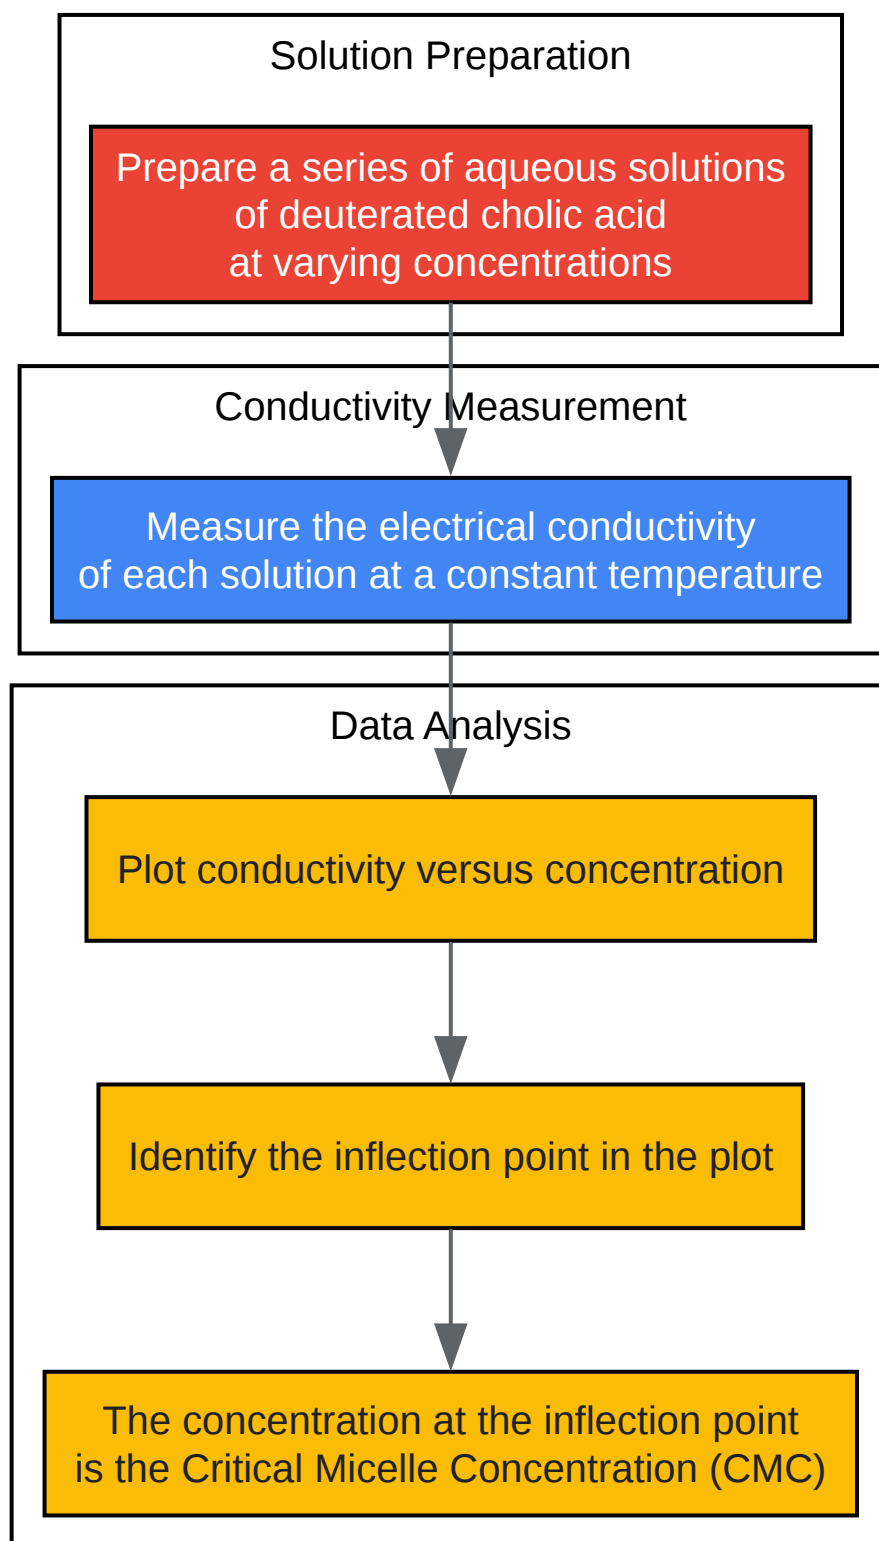 Solution Preparation
Prepare a series of aqueous solutions
of deuterated cholic acid
at varying concentrations
Conductivity Measurement
Measure the electrical conductivity
of each solution at a constant temperature
Data Analysis
Plot conductivity versus concentration
Identify the inflection point in the plot
The concentration at the inflection point
is the Critical Micelle Concentration (CMC)